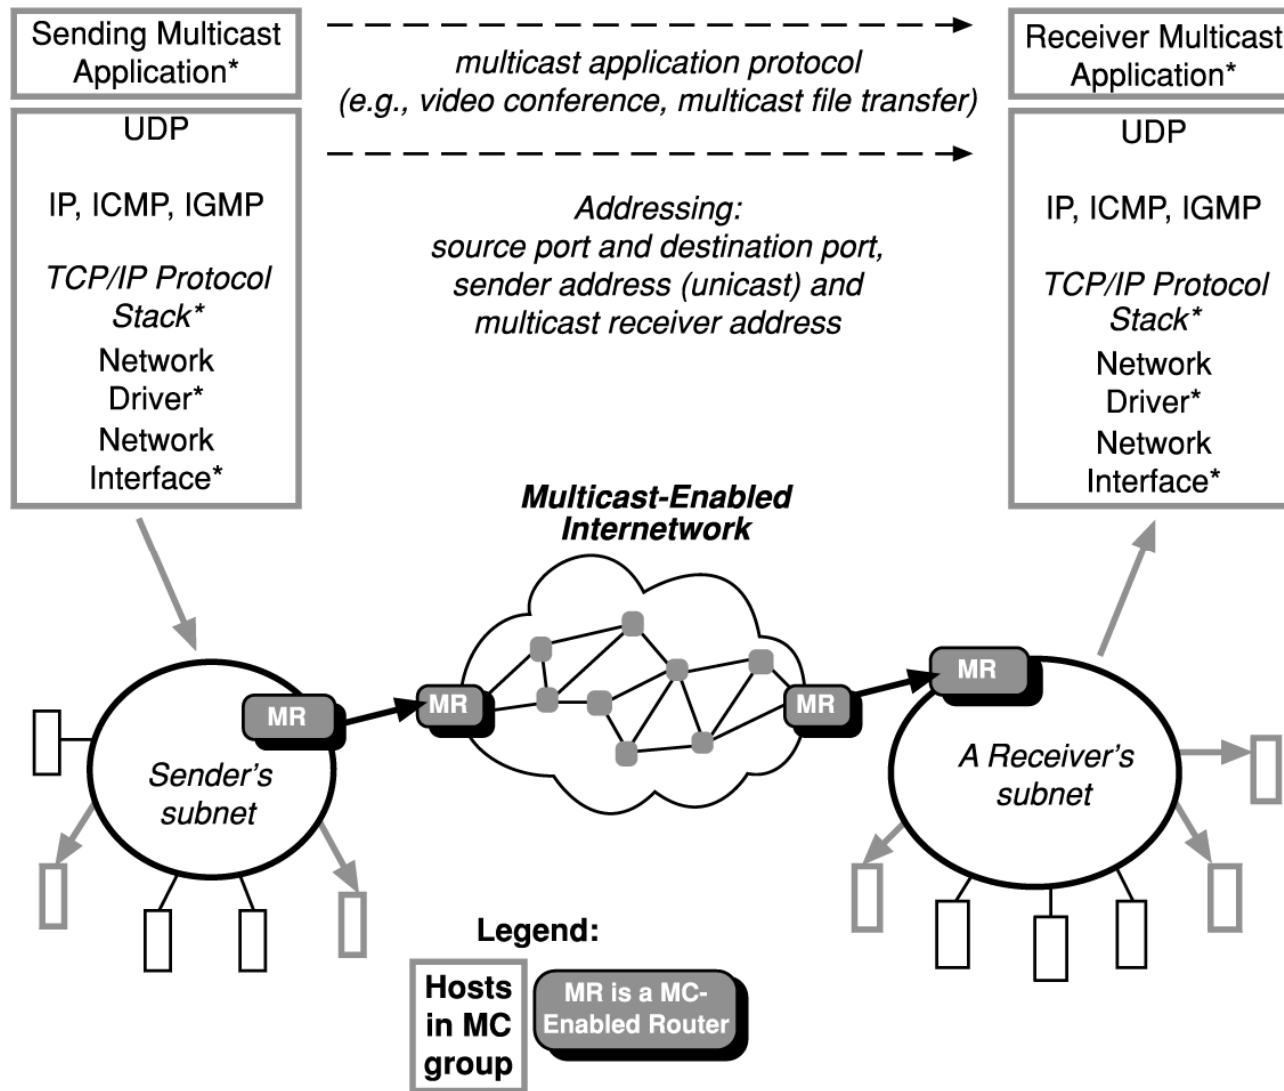 Sending Multicast
Application*
multicast application protocol
(e.g., video conference, multicast file transfer)
Receiver Multicast
Application*
UDP
IP, ICMP, IGMP
TCP/IP Protocol
Stack*
Network
Driver*
Network
Interface*
Addressing:
source port and destination port,
sender address (unicast) and
multicast receiver address
UDP
IP, ICMP, IGMP
TCP/IP Protocol
Stack*
Network
Driver*
Network
Interface*
Multicast-Enabled
Internetwork
MR
MR
MR
MR
Sender's
subnet
A Receiver's
subnet
Legend:
Hosts
in MC
group
MR is a MC-
Enabled Router